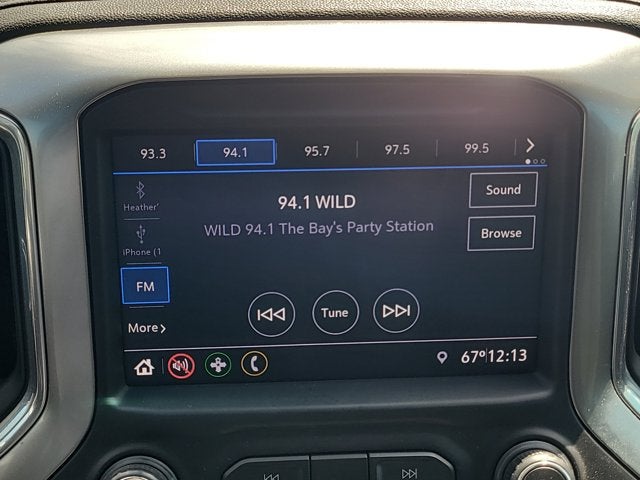 93.3 94.1 95.7 97.5 99.5
94.1 WILD
WILD 94.1 The Bay's Party Station
Sound
Browse
Heather'
iPhone (1
FM
More
Tune
67° 12:13